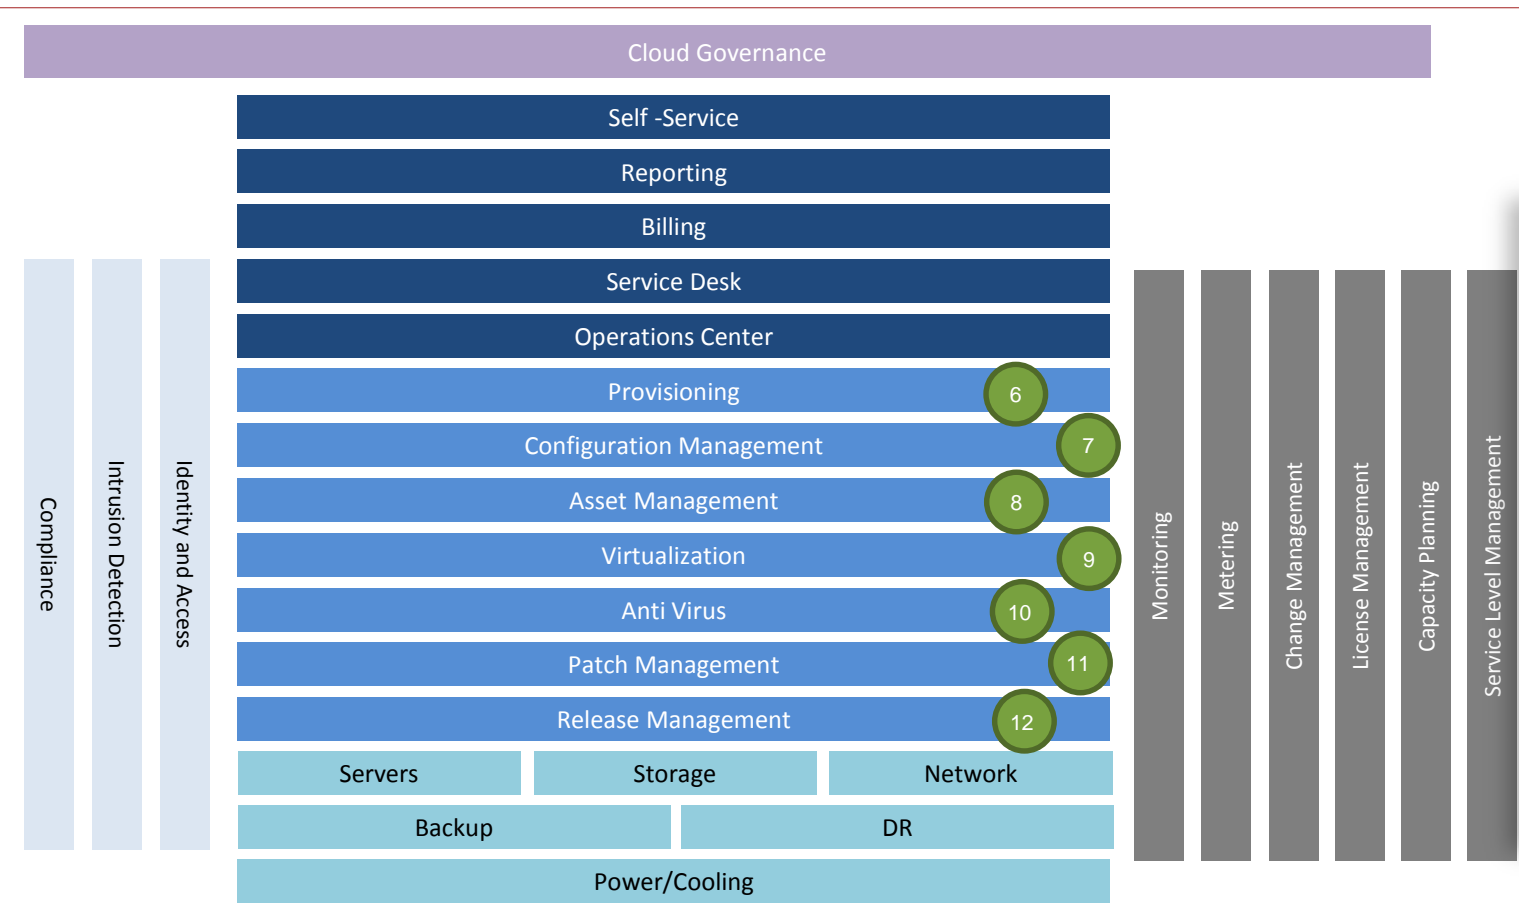 Cloud Governance
Self -Service
Reporting
Billing
Service Desk
Operations Center
Provisioning
6
Configuration Management
7
Asset Management
8
Virtualization
9
Anti Virus
10
Patch Management
11
Release Management
12
Servers
Storage
Network
Backup
DR
Power/Cooling
Compliance
Intrusion Detection
Identity and Access
Monitoring
Metering
Change Management
License Management
Capacity Planning
Service Level Management